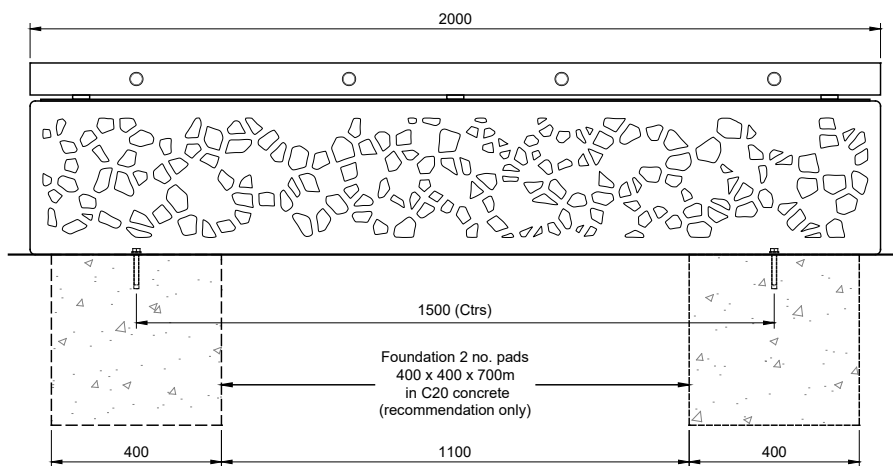 2000
1500 (Ctrs)
Foundation 2 no. pads
400 x 400 x 700m
in C20 concrete
(recommendation only)
400
1100
400